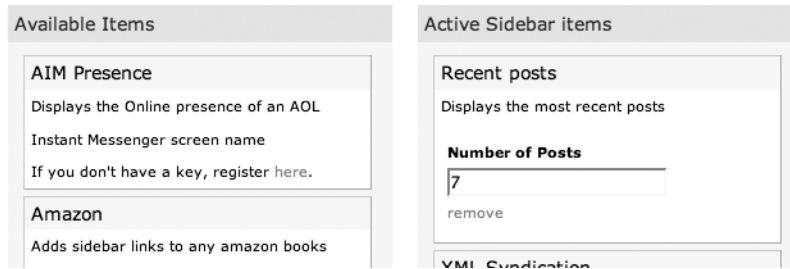 Available Items
AIM Presence
Displays the Online presence of an AOL
Instant Messenger screen name
If you don't have a key, register here.
Amazon
Adds sidebar links to any amazon books
Active Sidebar items
Recent posts
Displays the most recent posts
Number of Posts
7
remove
XML Syndication